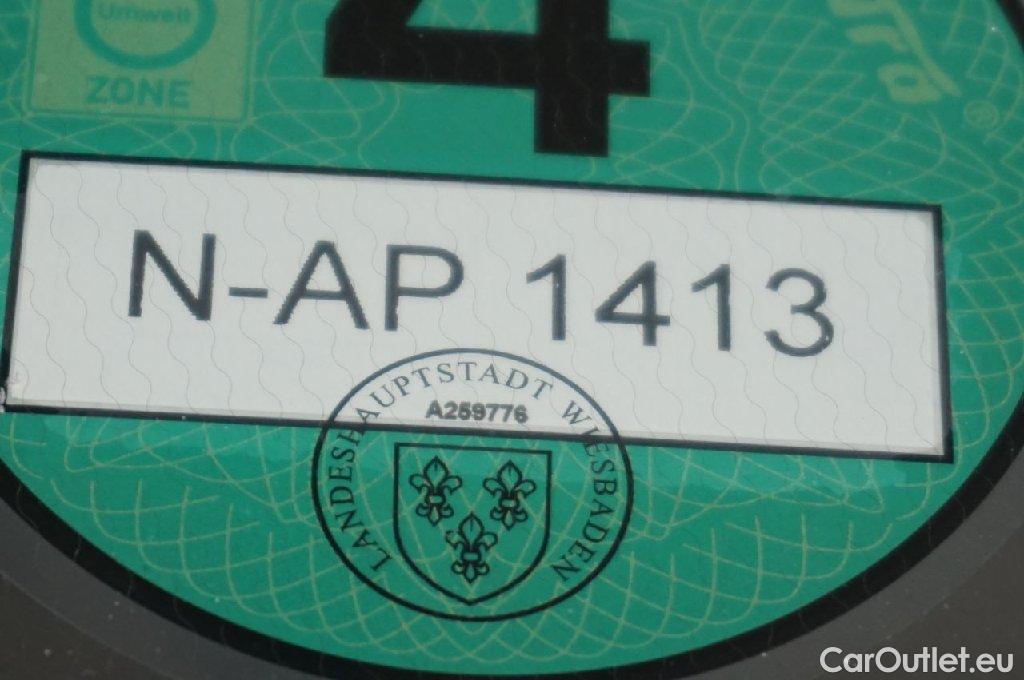 Umwelt
ZONE
4
N-AP 1413
LANDESHAUPTSTADT WIESBADEN
A259776
®
CarOutlet.eu